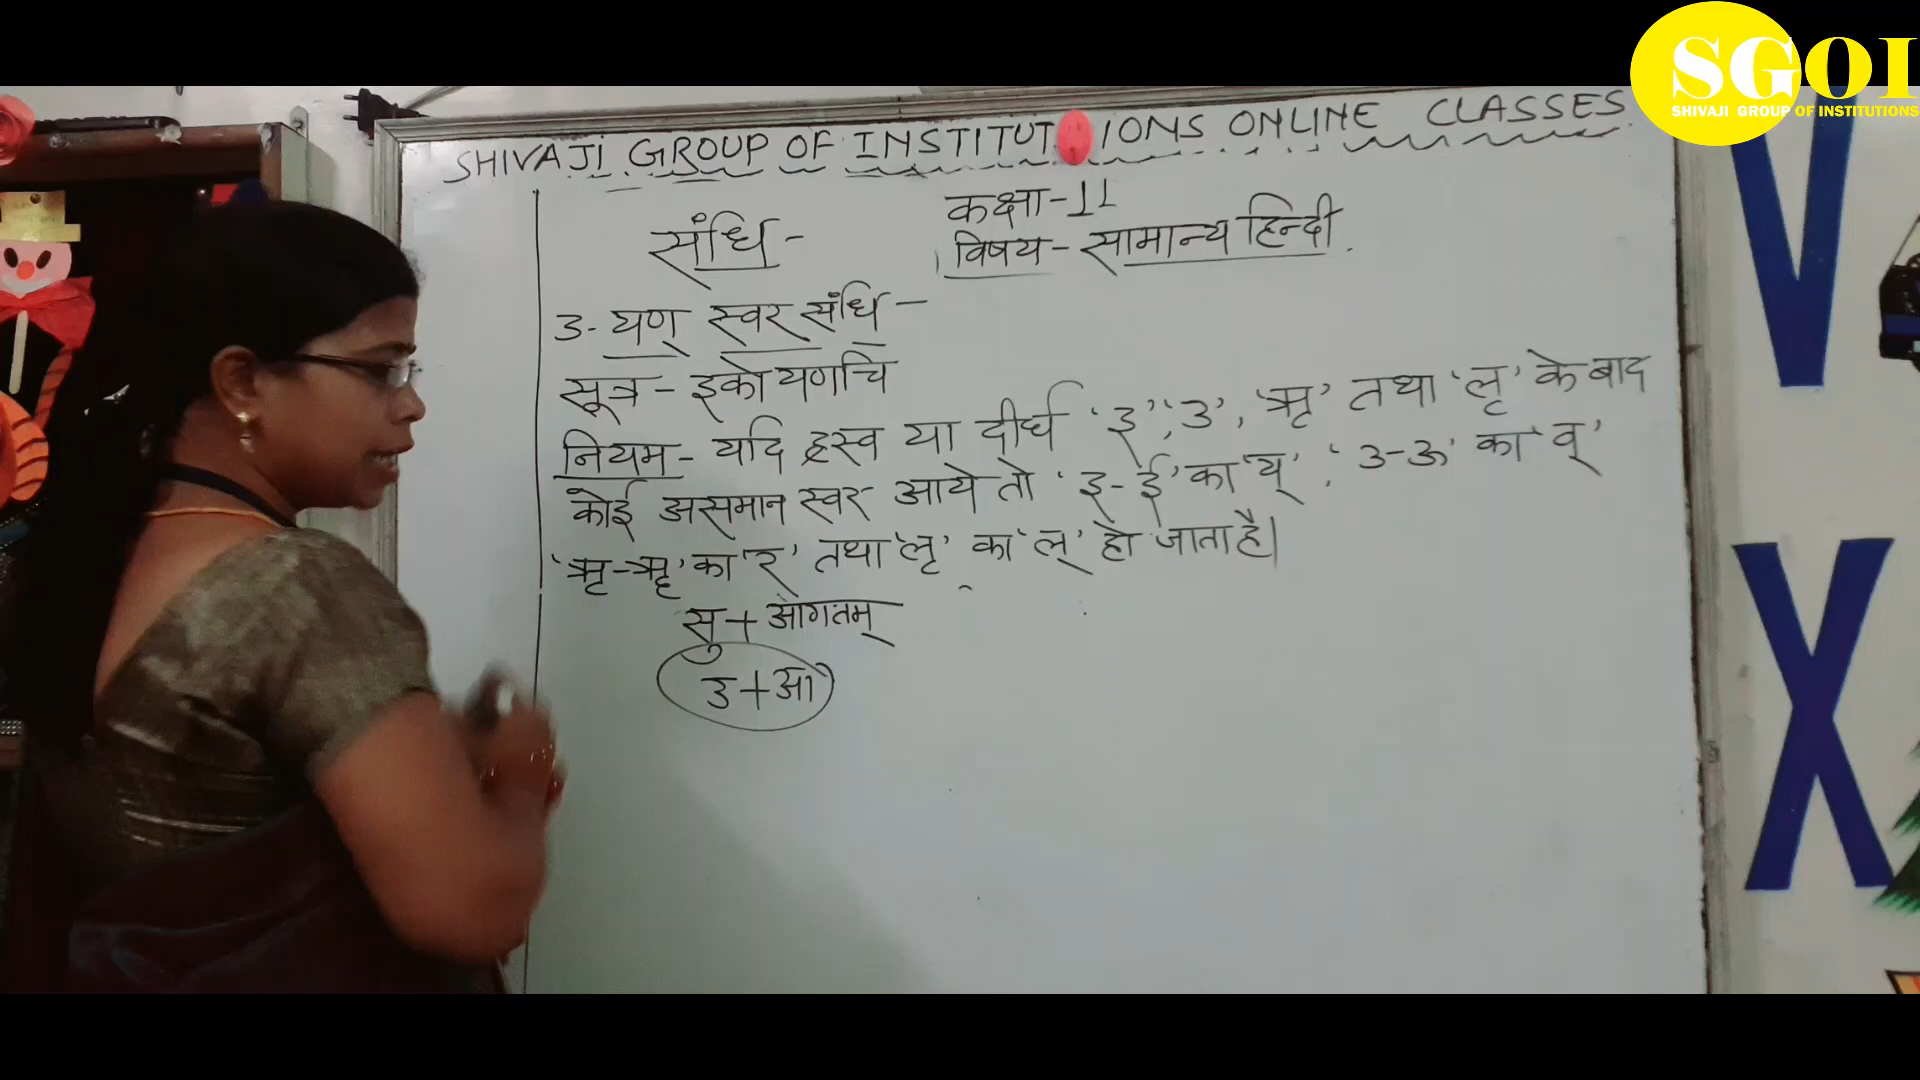 SGOI
SHIVAJI GROUP OF INSTITUTIONS
SHIVAJI GROUP OF INSTITUTIONS ONLINE CLASSES
कक्षा-11
संधि-
विषय- सामान्य हिन्दी
3- यण् स्वर संधि-
सूत्र- इकोयणचि
नियम- यदि ह्रस्व या दीर्घ 'इ', 'उ', 'ऋ' तथा 'लृ' के बाद
कोई असमान स्वर आये तो 'इ-ई' का 'य्', 'उ-ऊ' का 'व्'
'ऋ-ॠ' का 'र्' तथा 'लृ' का 'ल्' हो जाता है।
सु+आगतम्
उ+आ
V
X